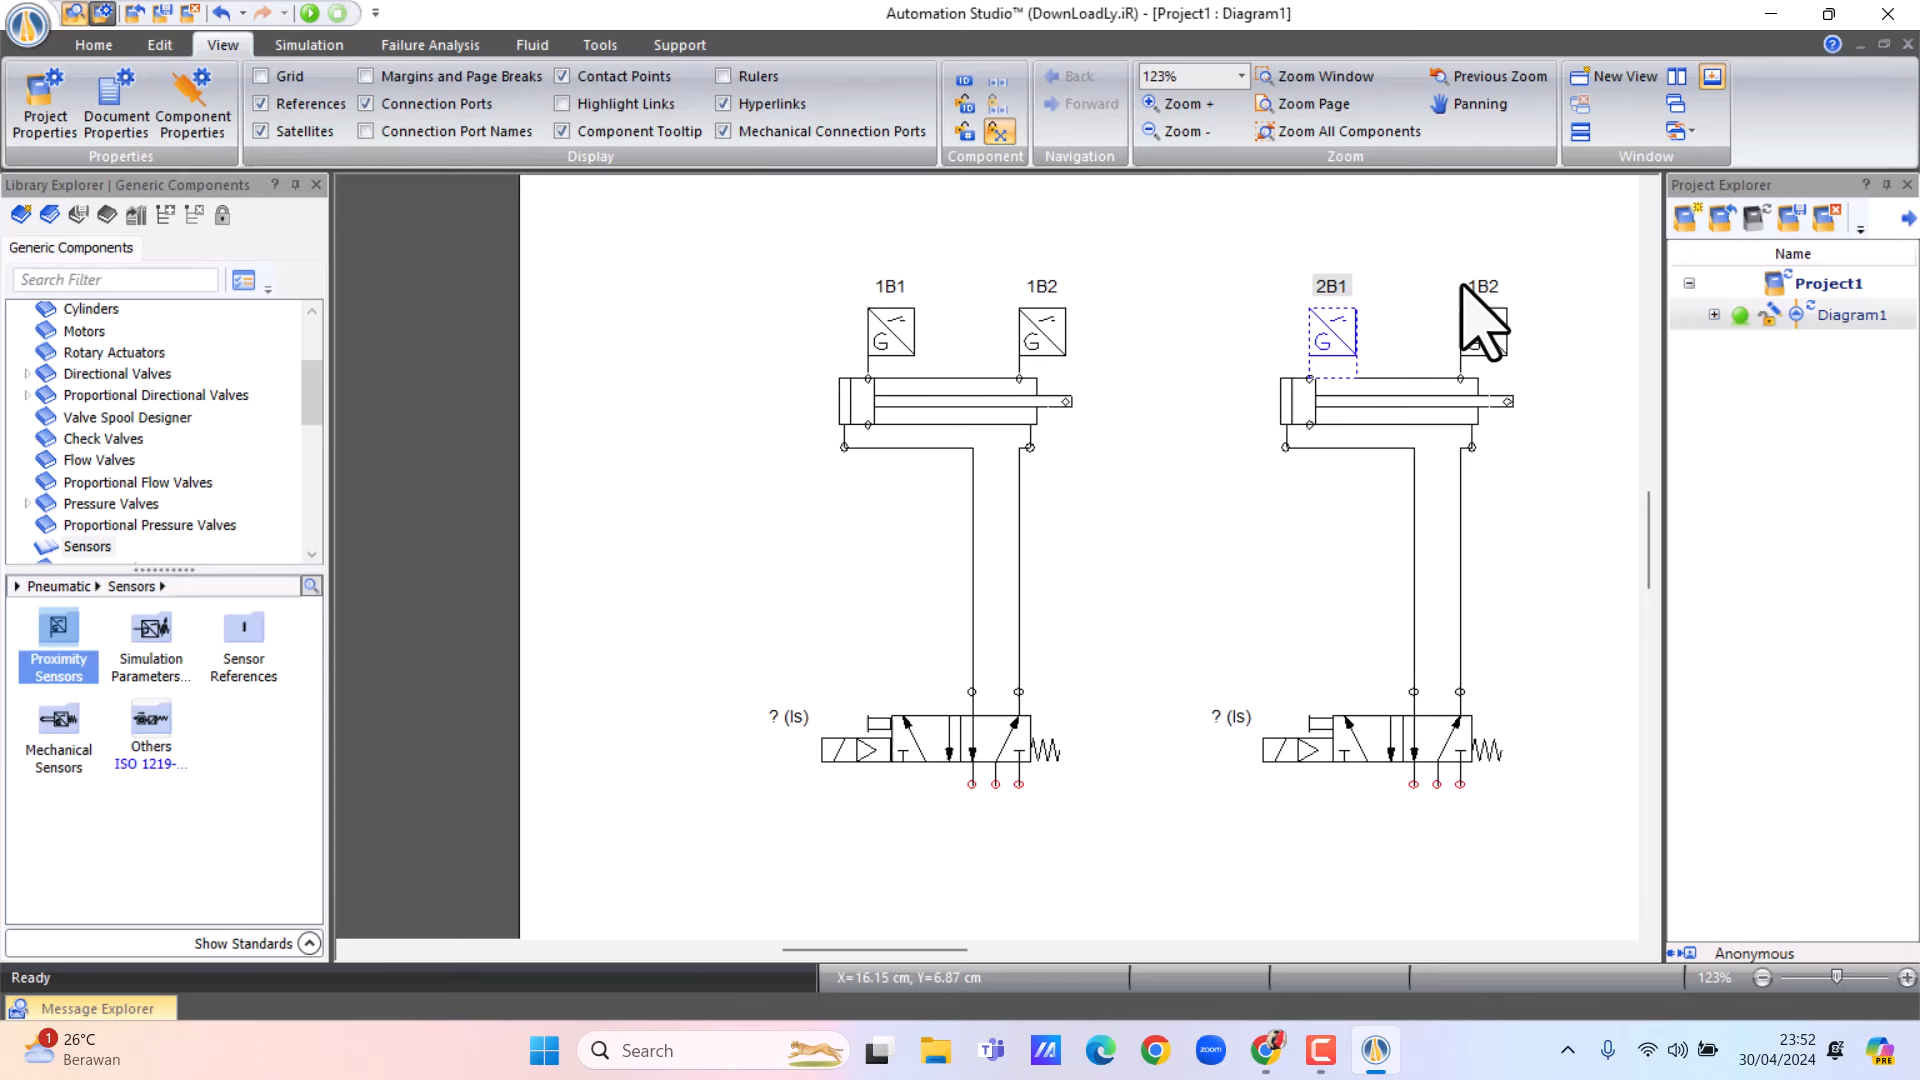 Automation Studio™ (DownLoadLy.iR) - [Project1 : Diagram1]
Home Edit View Simulation Failure Analysis Fluid Tools Support
Project Properties
Document Properties
Component Properties
Properties
Grid Margins and Page Breaks Contact Points Rulers
References Connection Ports Highlight Links Hyperlinks
Satellites Connection Port Names Component Tooltip Mechanical Connection Ports
Display
Component
Back
Forward
Navigation
123% Zoom Window Previous Zoom
Zoom + Zoom Page Panning
Zoom - Zoom All Components
Zoom
New View
Window
Library Explorer | Generic Components
Generic Components
Search Filter
Cylinders
Motors
Rotary Actuators
Directional Valves
Proportional Directional Valves
Valve Spool Designer
Check Valves
Flow Valves
Proportional Flow Valves
Pressure Valves
Proportional Pressure Valves
Sensors
Pneumatic Sensors
Proximity Sensors
Simulation Parameters...
Sensor References
Mechanical Sensors
Others
ISO 1219-...
Show Standards
1B1 1B2 2B1 1B2
G G G G
? (ls) ? (ls)
Project Explorer
Name
Project1
Diagram1
Anonymous
Ready
X=16.15 cm, Y=6.87 cm
123%
Message Explorer
1
26°C
Berawan
Search
zoom
23:52
30/04/2024
PRE